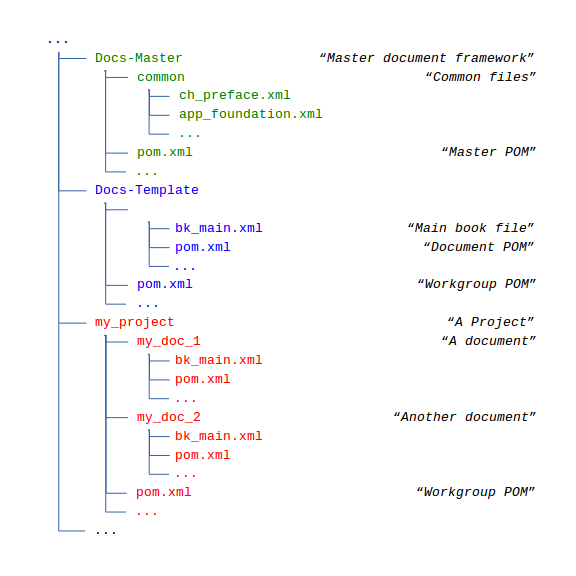 ...
Docs-Master “Master document framework”
common “Common files”
ch_preface.xml
app_foundation.xml
...
pom.xml “Master POM”
...
Docs-Template
bk_main.xml “Main book file”
pom.xml “Document POM”
...
pom.xml “Workgroup POM”
...
my_project “A Project”
my_doc_1 “A document”
bk_main.xml
pom.xml
...
my_doc_2 “Another document”
bk_main.xml
pom.xml
...
pom.xml “Workgroup POM”
...
...